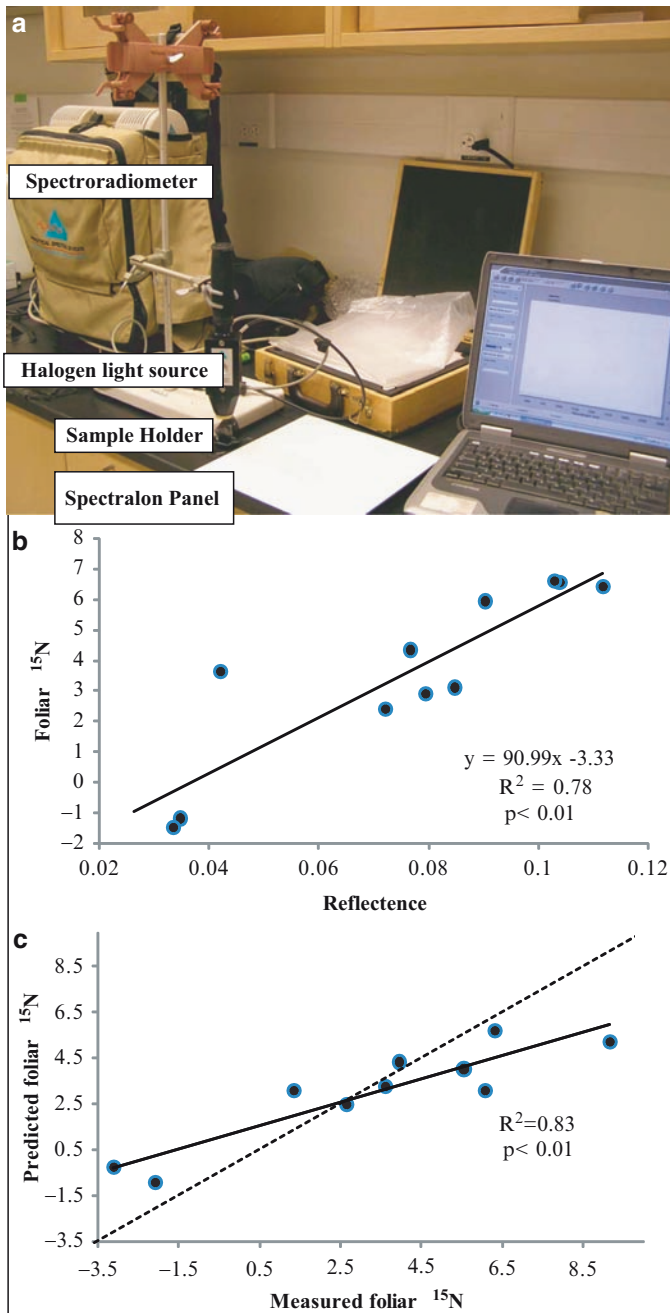 a
Spectroradiometer
Halogen light source
Sample Holder
Spectralon Panel
b
8
7
6
5
4
3
2
1
0
−1
−2
Foliar ¹⁵N
y = 90.99x -3.33
R² = 0.78
p< 0.01
0.02 0.04 0.06 0.08 0.1 0.12
Reflectence
c
8.5
6.5
4.5
2.5
0.5
−1.5
−3.5
Predicted foliar ¹⁵N
R²=0.83
p< 0.01
−3.5 −1.5 0.5 2.5 4.5 6.5 8.5
Measured foliar ¹⁵N